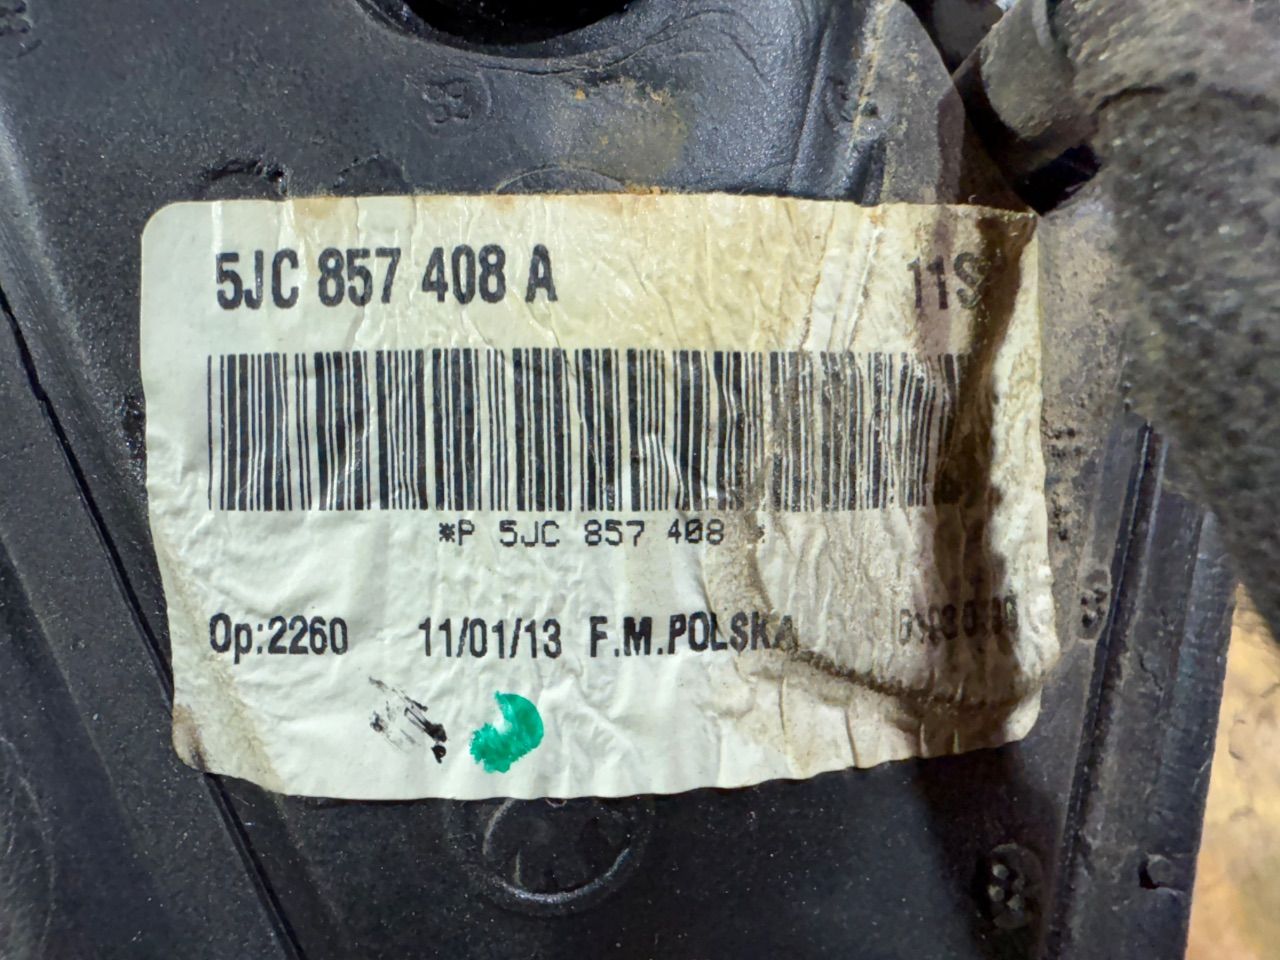 5JC 857 408 A 11S
*P 5JC 857 408 *
Op:2260 11/01/13 F.M.POLSKA